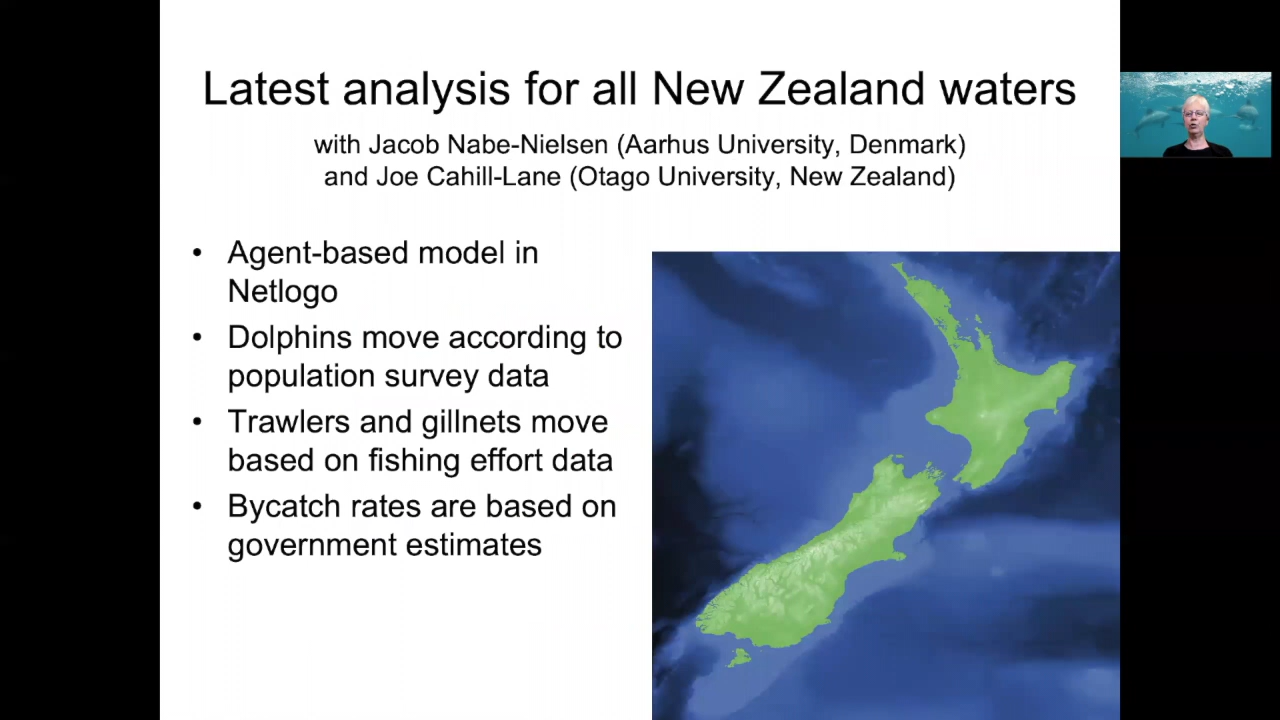 Latest analysis for all New Zealand waters
with Jacob Nabe-Nielsen (Aarhus University, Denmark)
and Joe Cahill-Lane (Otago University, New Zealand)
• Agent-based model in
Netlogo
• Dolphins move according to
population survey data
• Trawlers and gillnets move
based on fishing effort data
• Bycatch rates are based on
government estimates